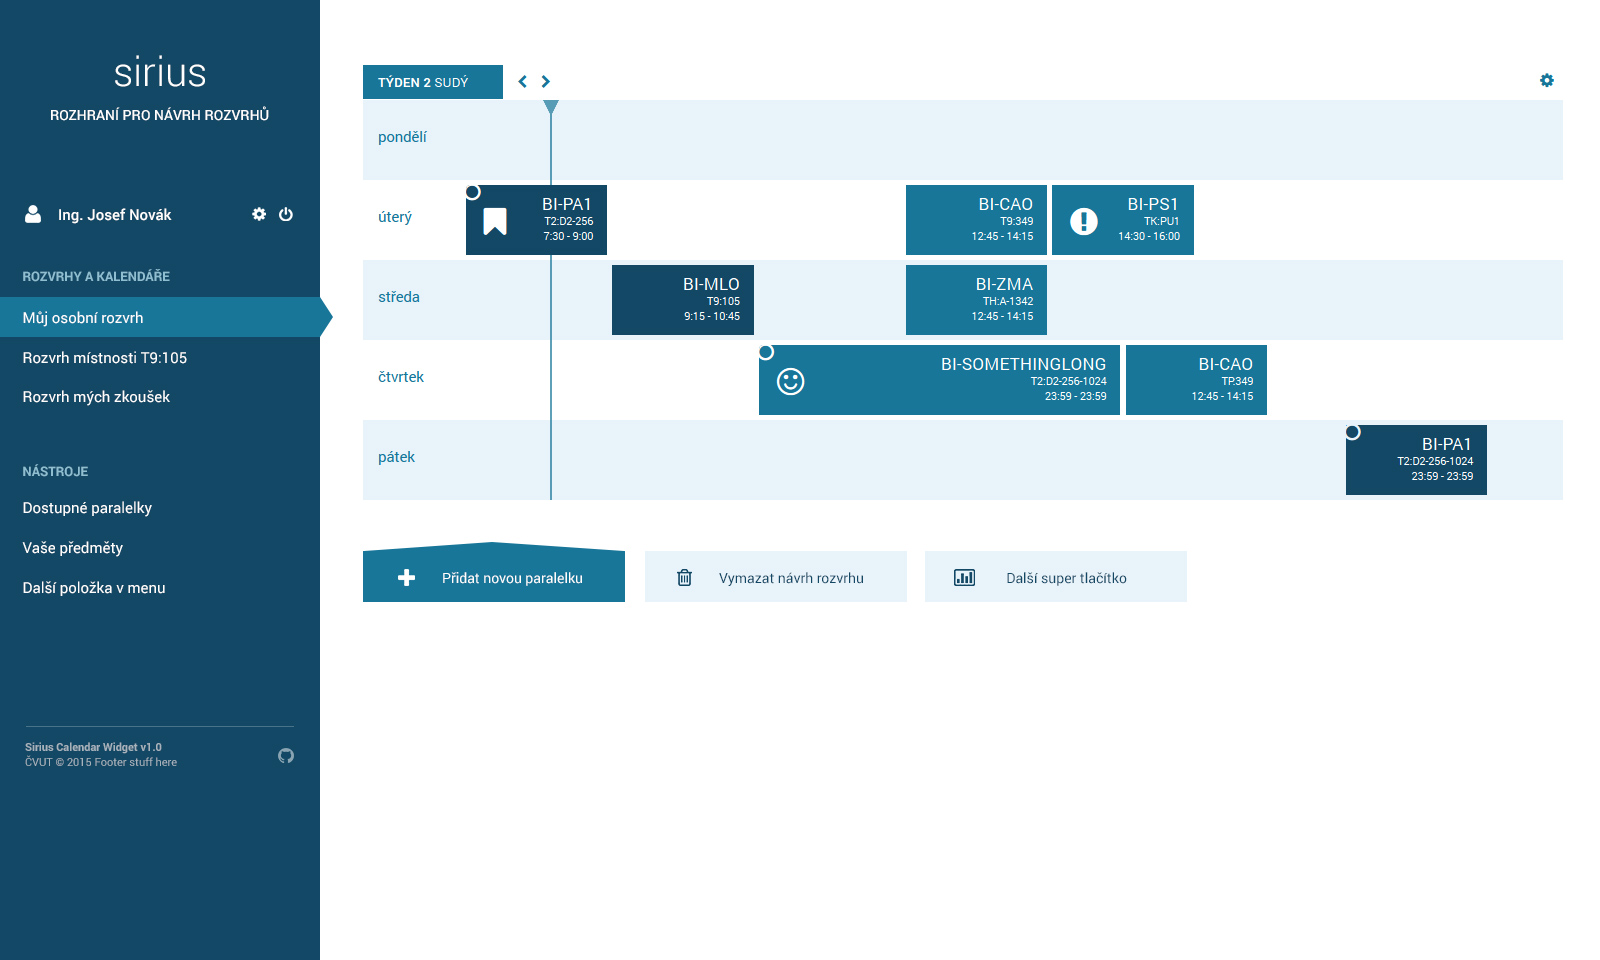 sirius
ROZHRANÍ PRO NÁVRH ROZVRHŮ
Ing. Josef Novák
ROZVRHY A KALENDÁŘE
Můj osobní rozvrh
Rozvrh místnosti T9:105
Rozvrh mých zkoušek
NÁSTROJE
Dostupné paralelky
Vaše předměty
Další položka v menu
Sirius Calendar Widget v1.0
ČVUT © 2015 Footer stuff here
TÝDEN 2 SUDÝ
pondělí
úterý
BI-PA1
T2:D2-256
7:30 - 9:00
BI-CAO
T9:349
12:45 - 14:15
BI-PS1
TK:PU1
14:30 - 16:00
středa
BI-MLO
T9:105
9:15 - 10:45
BI-ZMA
TH:A-1342
12:45 - 14:15
čtvrtek
BI-SOMETHINGLONG
T2:D2-256-1024
23:59 - 23:59
BI-CAO
TP:349
12:45 - 14:15
pátek
BI-PA1
T2:D2-256-1024
23:59 - 23:59
Přidat novou paralelku
Vymazat návrh rozvrhu
Další super tlačítko